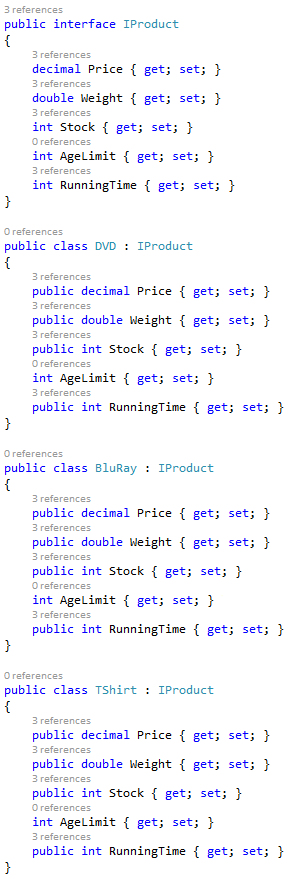 3 references
public interface IProduct
{
3 references
decimal Price { get; set; }
3 references
double Weight { get; set; }
3 references
int Stock { get; set; }
0 references
int AgeLimit { get; set; }
3 references
int RunningTime { get; set; }
}
0 references
public class DVD : IProduct
{
3 references
public decimal Price { get; set; }
3 references
public double Weight { get; set; }
3 references
public int Stock { get; set; }
0 references
int AgeLimit { get; set; }
3 references
public int RunningTime { get; set; }
}
0 references
public class BluRay : IProduct
{
3 references
public decimal Price { get; set; }
3 references
public double Weight { get; set; }
3 references
public int Stock { get; set; }
0 references
int AgeLimit { get; set; }
3 references
public int RunningTime { get; set; }
}
0 references
public class TShirt : IProduct
{
3 references
public decimal Price { get; set; }
3 references
public double Weight { get; set; }
3 references
public int Stock { get; set; }
0 references
int AgeLimit { get; set; }
3 references
public int RunningTime { get; set; }
}